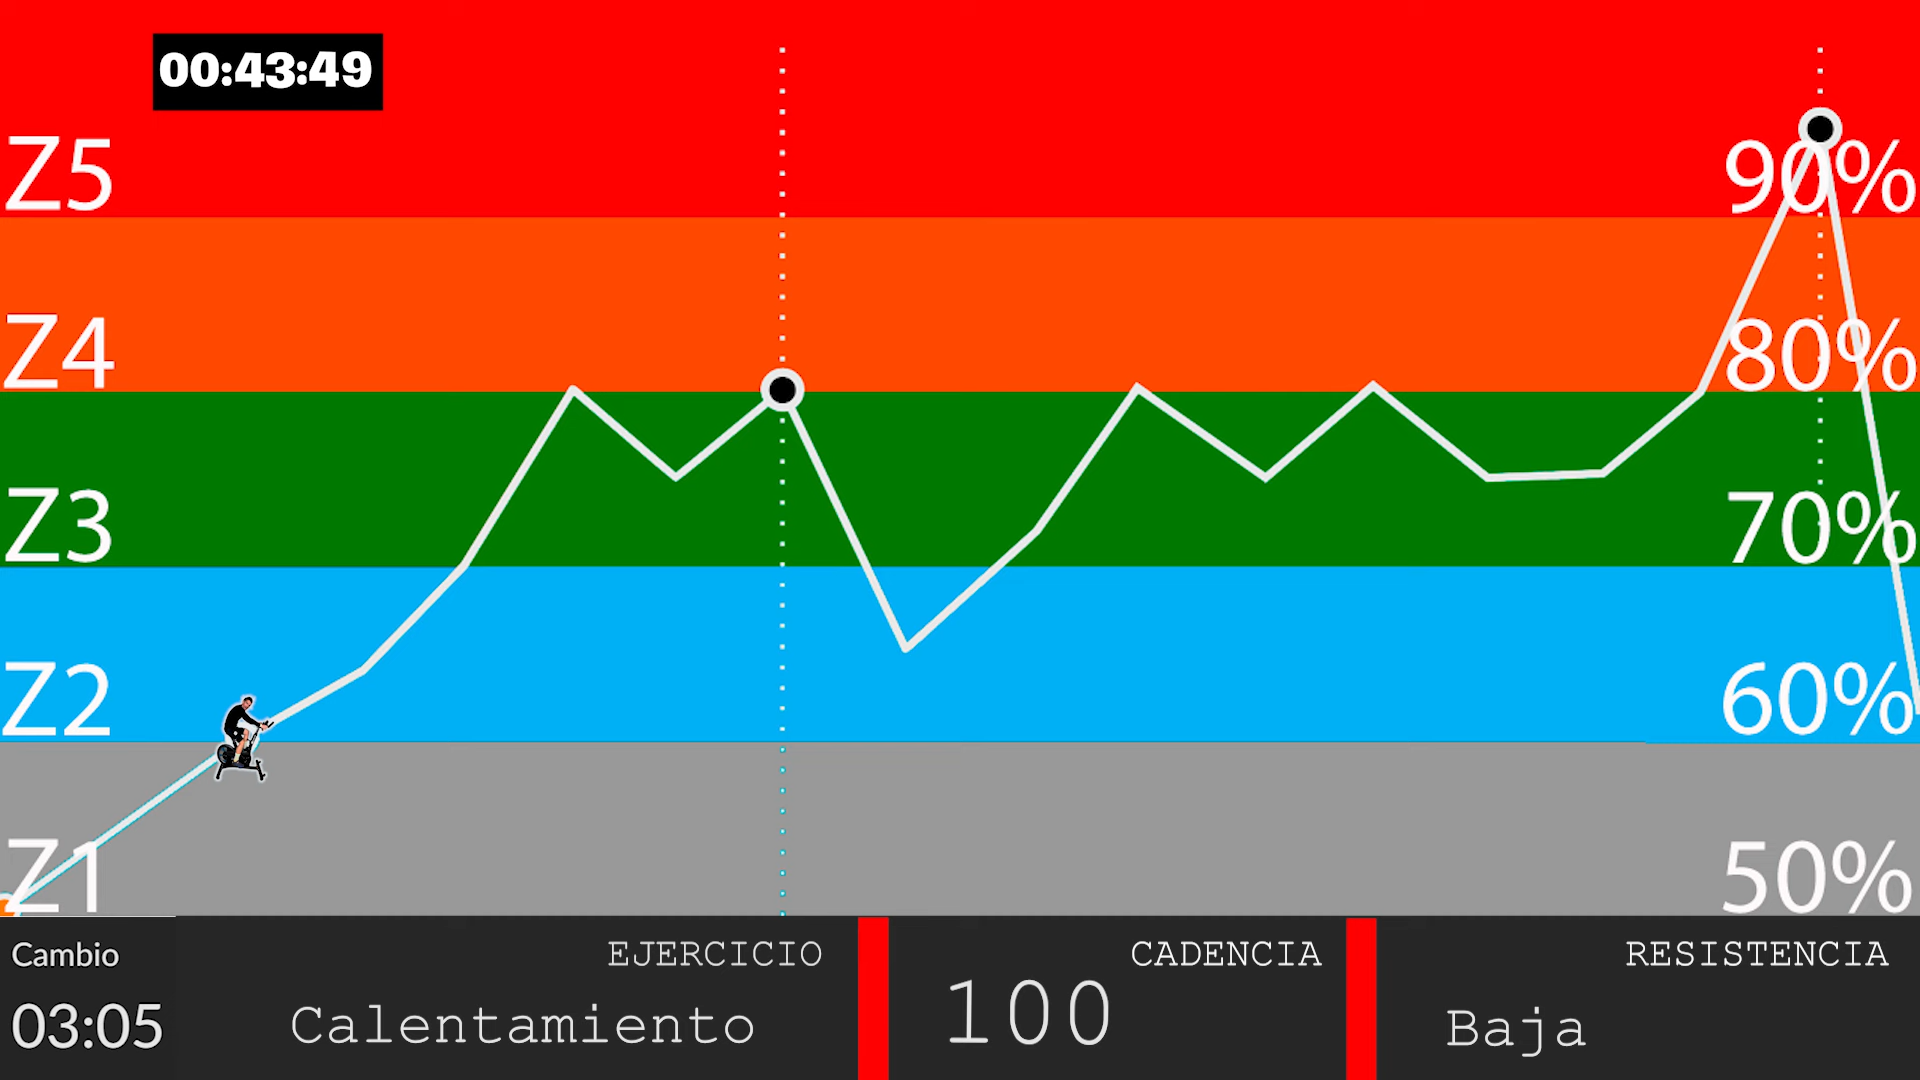 00:43:49
Z5 90%
Z4 80%
Z3 70%
Z2 60%
Z1 50%
Cambio EJERCICIO CADENCIA RESISTENCIA
03:05 Calentamiento 100 Baja